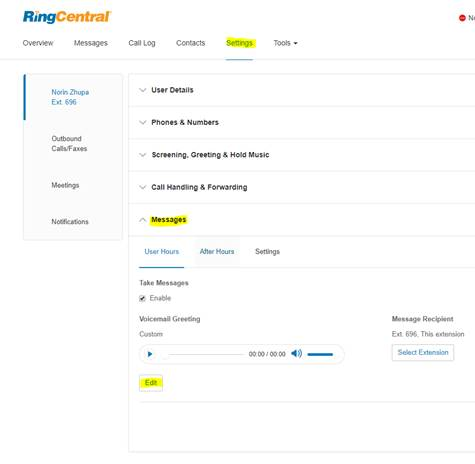 RingCentral
Overview Messages Call Log Contacts Settings Tools
Norin Zhupa
Ext. 696
Outbound
Calls/Faxes
Meetings
Notifications
User Details
Phones & Numbers
Screening, Greeting & Hold Music
Call Handling & Forwarding
Messages
User Hours After Hours Settings
Take Messages
Enable
Voicemail Greeting
Custom
00:00 / 00:00
Edit
Message Recipient
Ext. 696, This extension
Select Extension